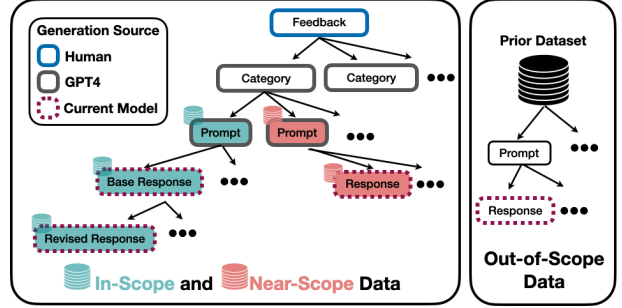 Generation Source
Human
GPT4
Current Model
Feedback
Category
Category
Prompt
Prompt
Base Response
Response
Revised Response
In-Scope and Near-Scope Data
Prior Dataset
Prompt
Response
Out-of-Scope
Data